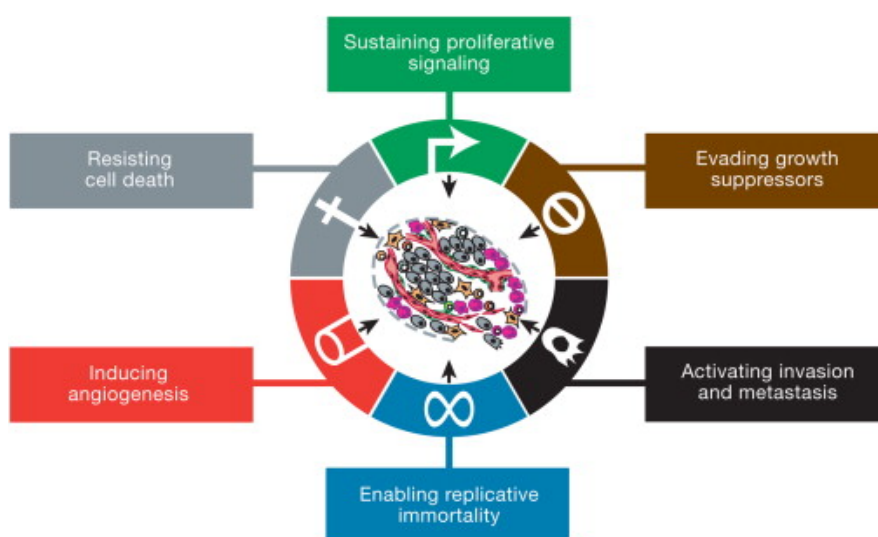 Sustaining proliferative
signaling
Resisting
cell death
Evading growth
suppressors
Inducing
angiogenesis
Activating invasion
and metastasis
Enabling replicative
immortality